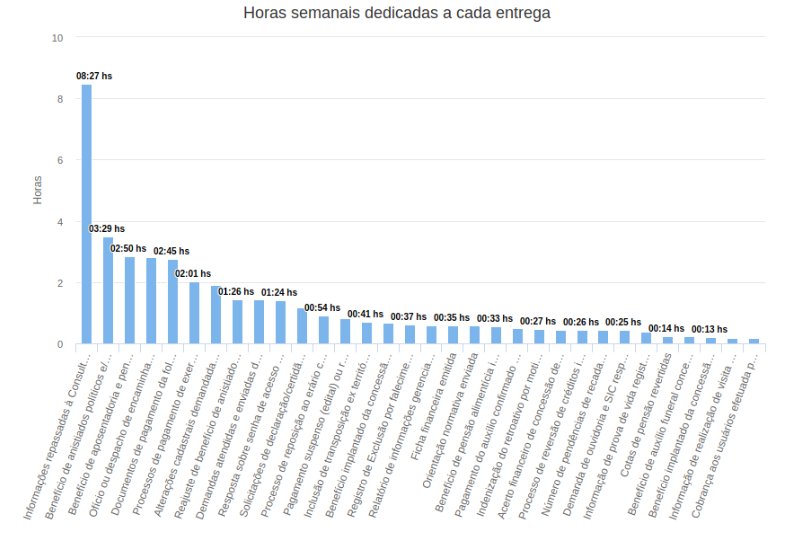 Horas semanais dedicadas a cada entrega
Horas
10
8
6
4
2
0
08:27 hs
03:29 hs
02:50 hs
02:45 hs
02:01 hs
01:26 hs
01:24 hs
00:54 hs
00:41 hs
00:37 hs
00:35 hs
00:33 hs
00:27 hs
00:26 hs
00:25 hs
00:14 hs
00:13 hs
Informações repassadas à Consult…
Benefício de anistiados políticos e/…
Benefício de aposentadoria e pen…
Ofício ou despacho de encaminha…
Documentos de pagamento da fol…
Processos de pagamento de exer…
Alterações cadastrais demandada…
Reajuste de benefício de anistiado…
Demandas atendidas e enviadas d…
Resposta sobre senha de acesso …
Solicitações de declaração/certidã…
Processo de reposição ao erário c…
Pagamento suspenso (edital) ou r…
Inclusão de transposição ex territó…
Benefício implantado da concessã…
Registro de Exclusão por falecime…
Relatório de informações gerencia…
Ficha financeira emitida
Orientação normativa enviada
Benefício de pensão alimentícia i…
Pagamento do auxílio confirmado …
Indenização do retroativo por moti…
Acerto financeiro de concessão de…
Processo de reversão de créditos i…
Número de pendências de recada…
Demanda de ouvidoria e SIC resp…
Informação de prova de vida regist…
Cotas de pensão revertidas
Benefício de auxílio funeral conce…
Benefício implantado da concessã…
Informação de realização de visita …
Cobrança aos usuários efetuada p…